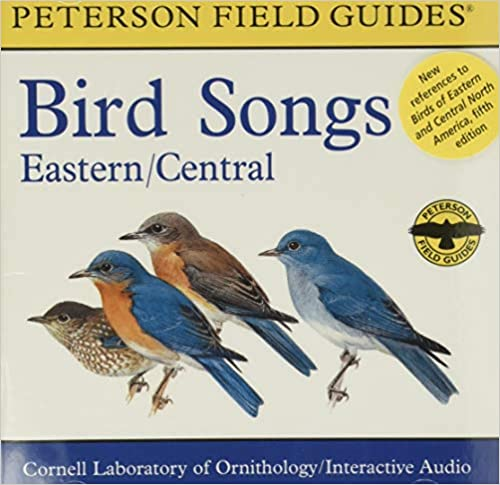 PETERSON FIELD GUIDES®
Bird Songs
Eastern/Central
New
references to
Birds of Eastern
and Central North
America, fifth
edition
PETERSON
FIELD GUIDES
Cornell Laboratory of Ornithology/Interactive Audio